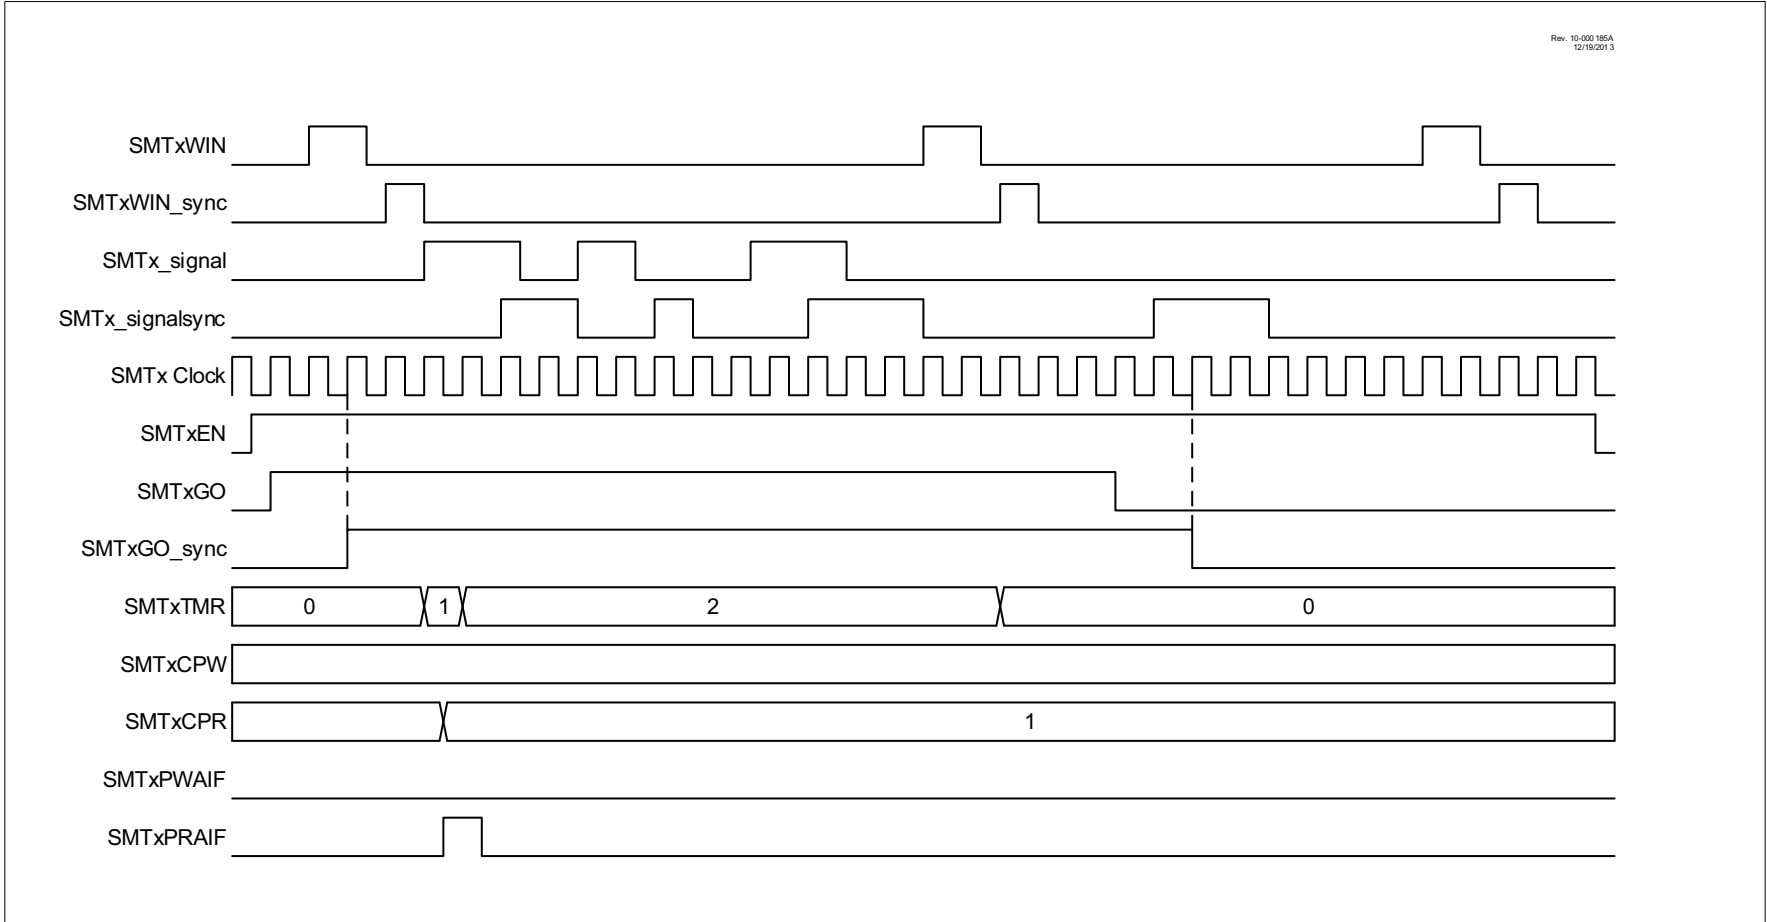 Rev. 10-000 185A
12/19/201 3
SMTxWIN
SMTxWIN_sync
SMTx_signal
SMTx_signalsync
SMTx Clock
SMTxEN
SMTxGO
SMTxGO_sync
SMTxTMR 0 1 2 0
SMTxCPW
SMTxCPR 1
SMTxPWAIF
SMTxPRAIF